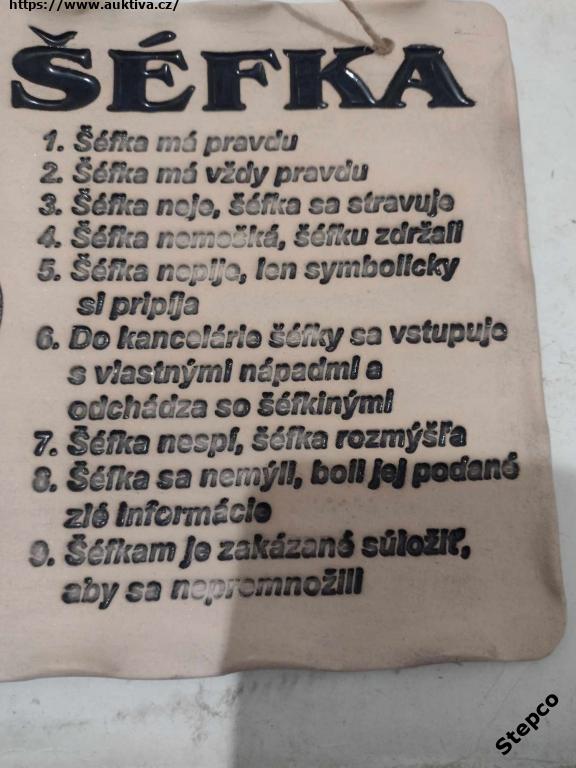 https://www.auktiva.cz/
ŠÉFKA
1. Šéfka má pravdu
2. Šéfka má vždy pravdu
3. Šéfka neje, šéfka sa stravuje
4. Šéfka nemešká, šéfku zdržali
5. Šéfka nepije, len symbolicky
si pripíja
6. Do kancelárie šéfky sa vstupuje
s vlastnými nápadmi a
odchádza so šéfkinými
7. Šéfka nespí, šéfka rozmýšľa
8. Šéfka sa nemýli, boli jej podané
zlé informácie
9. Šéfkam je zakázané súložiť,
aby sa nepremnožili
Stepco